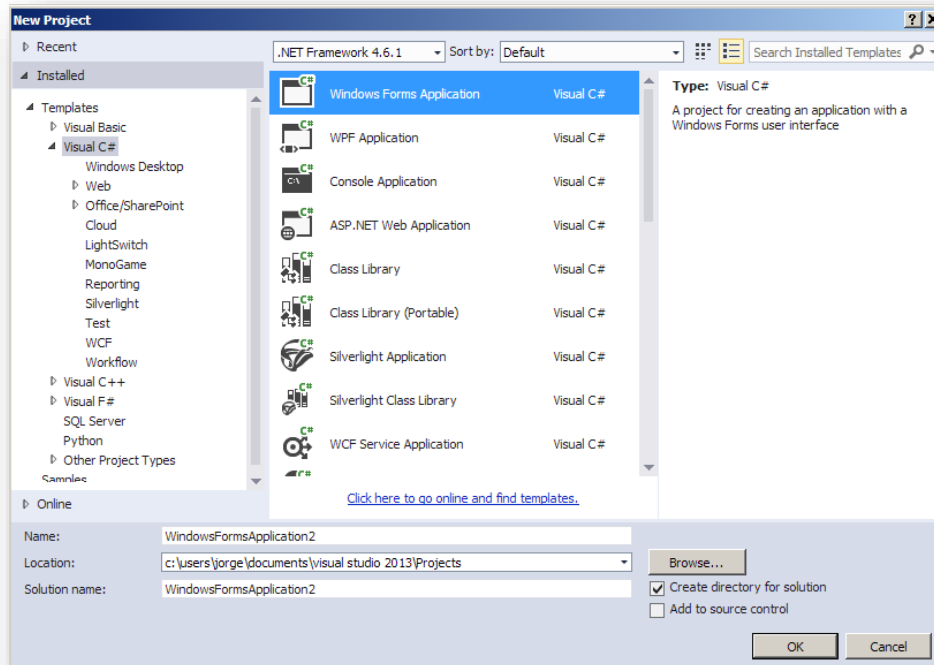 New Project
?
Recent
.NET Framework 4.6.1
Sort by:
Default
Search Installed Templates
Installed
Templates
Visual Basic
Visual C#
Windows Desktop
Web
Office/SharePoint
Cloud
LightSwitch
MonoGame
Reporting
Silverlight
Test
WCF
Workflow
Visual C++
Visual F#
SQL Server
Python
Other Project Types
Samples
Online
C# Windows Forms Application Visual C#
C# WPF Application Visual C#
C# C:\ Console Application Visual C#
C# ASP.NET Web Application Visual C#
C# Class Library Visual C#
C# Class Library (Portable) Visual C#
C# Silverlight Application Visual C#
C# Silverlight Class Library Visual C#
C# WCF Service Application Visual C#
C#
Click here to go online and find templates.
Type: Visual C#
A project for creating an application with a
Windows Forms user interface
Name: WindowsFormsApplication2
Location: c:\users\jorge\documents\visual studio 2013\Projects
Browse...
Solution name: WindowsFormsApplication2
Create directory for solution
Add to source control
OK
Cancel